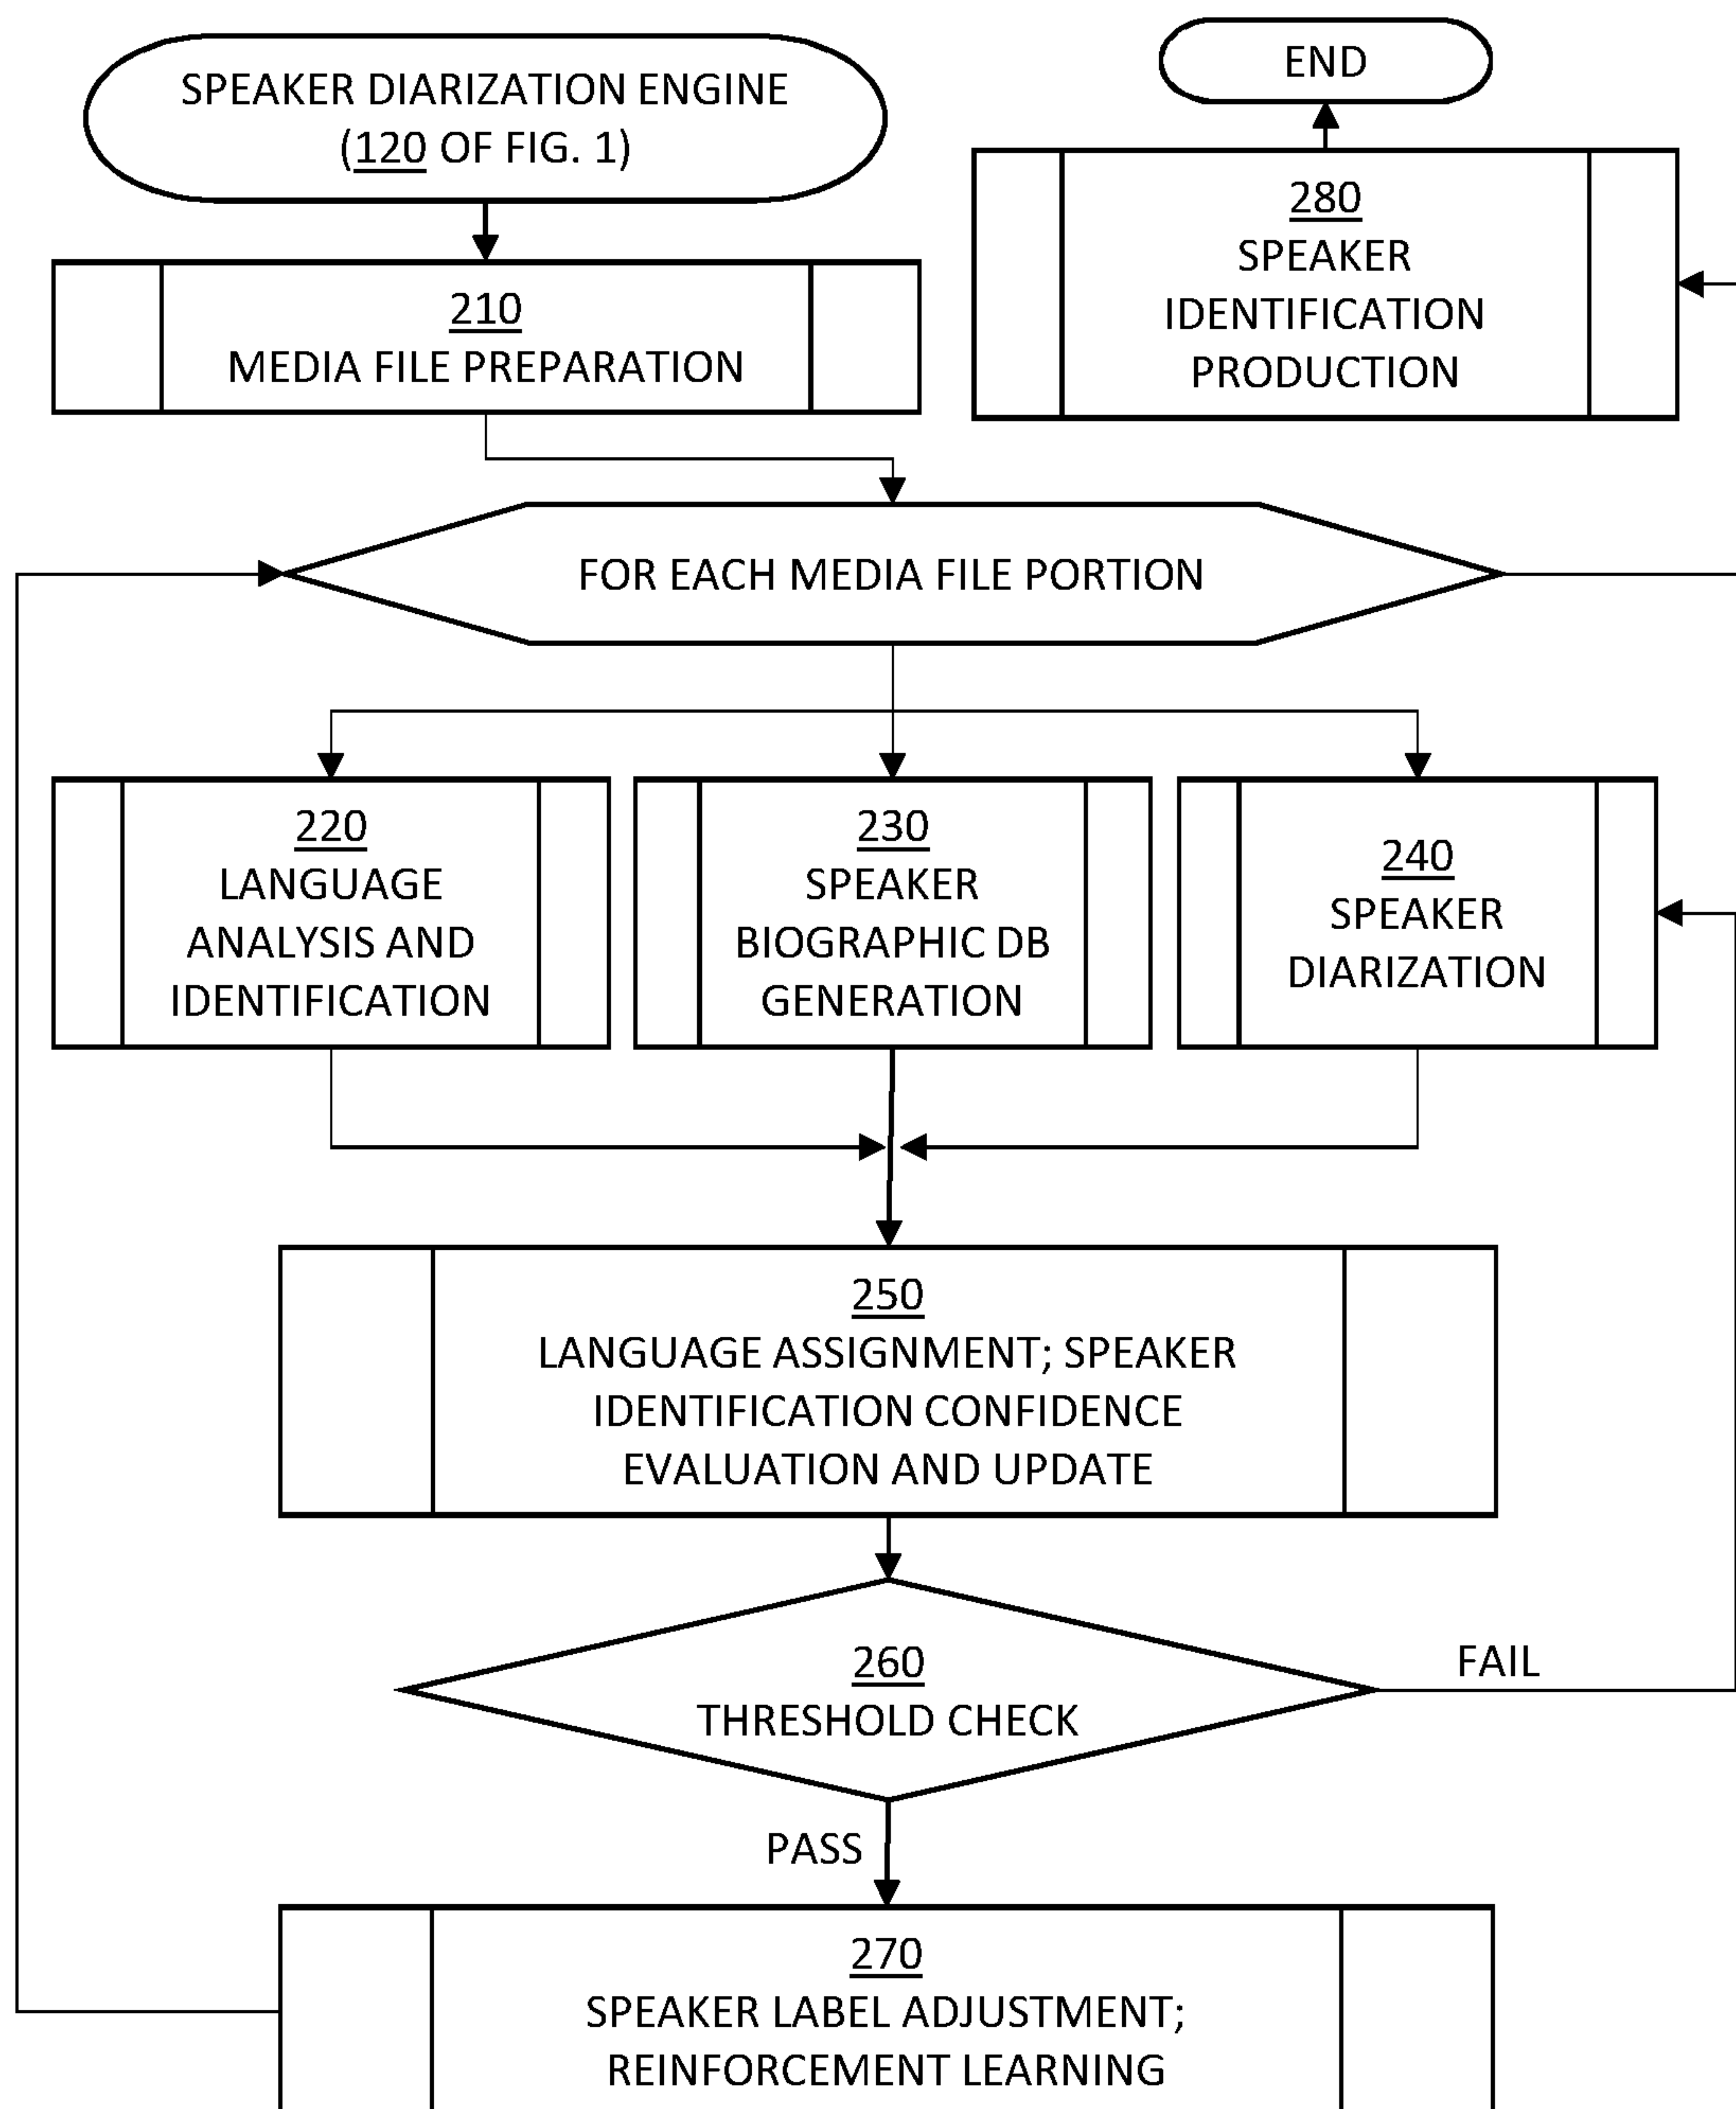 SPEAKER DIARIZATION ENGINE
(120 OF FIG. 1)
END
210
MEDIA FILE PREPARATION
280
SPEAKER
IDENTIFICATION
PRODUCTION
FOR EACH MEDIA FILE PORTION
220
LANGUAGE
ANALYSIS AND
IDENTIFICATION
230
SPEAKER
BIOGRAPHIC DB
GENERATION
240
SPEAKER
DIARIZATION
250
LANGUAGE ASSIGNMENT; SPEAKER
IDENTIFICATION CONFIDENCE
EVALUATION AND UPDATE
260
THRESHOLD CHECK
FAIL
PASS
270
SPEAKER LABEL ADJUSTMENT;
REINFORCEMENT LEARNING